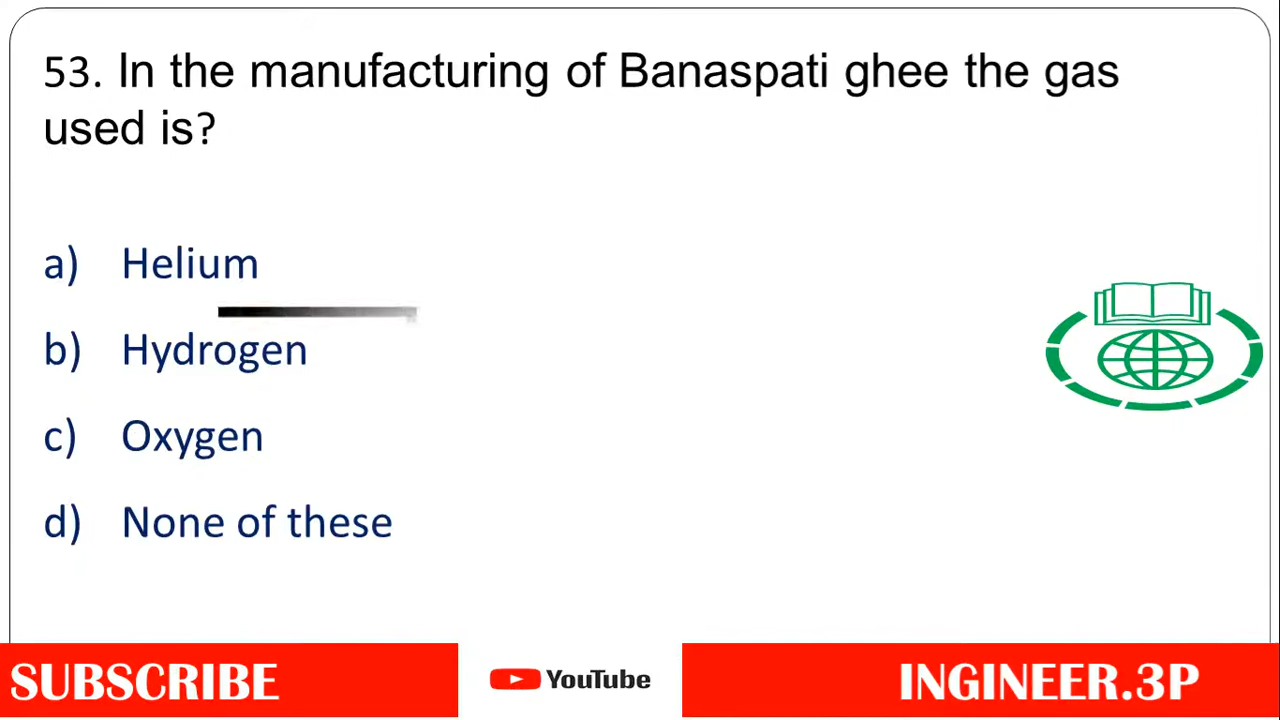 53. In the manufacturing of Banaspati ghee the gas
used is?
a) Helium
b) Hydrogen
c) Oxygen
d) None of these
SUBSCRIBE
YouTube
INGINEER.3P